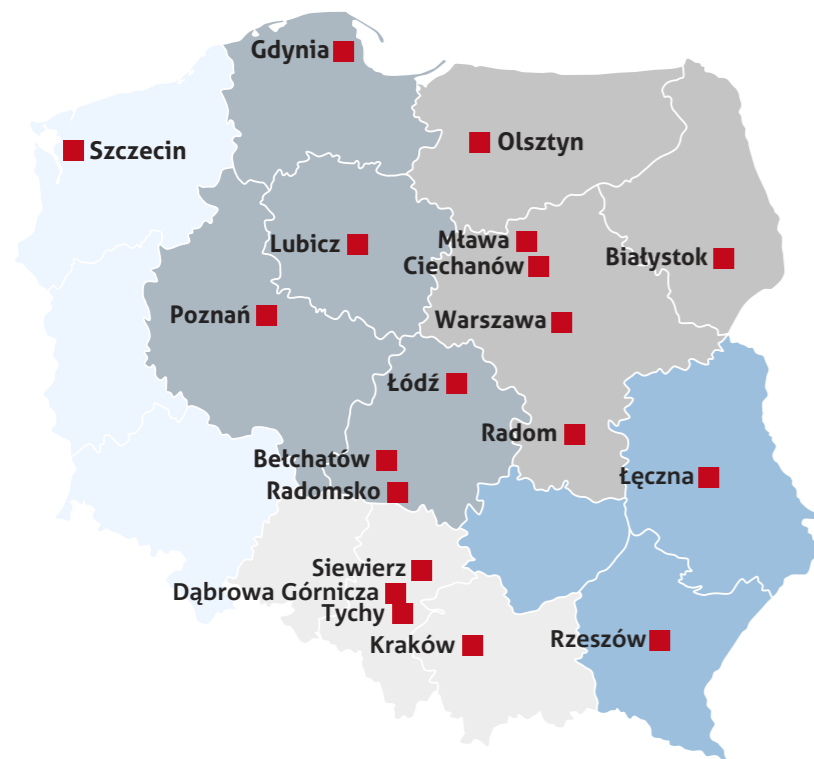 Gdynia
Szczecin
Olsztyn
Lubicz
Mława
Ciechanów
Białystok
Poznań
Warszawa
Łódź
Radom
Bełchatów
Łęczna
Radomsko
Siewierz
Dąbrowa Górnicza
Tychy
Kraków
Rzeszów